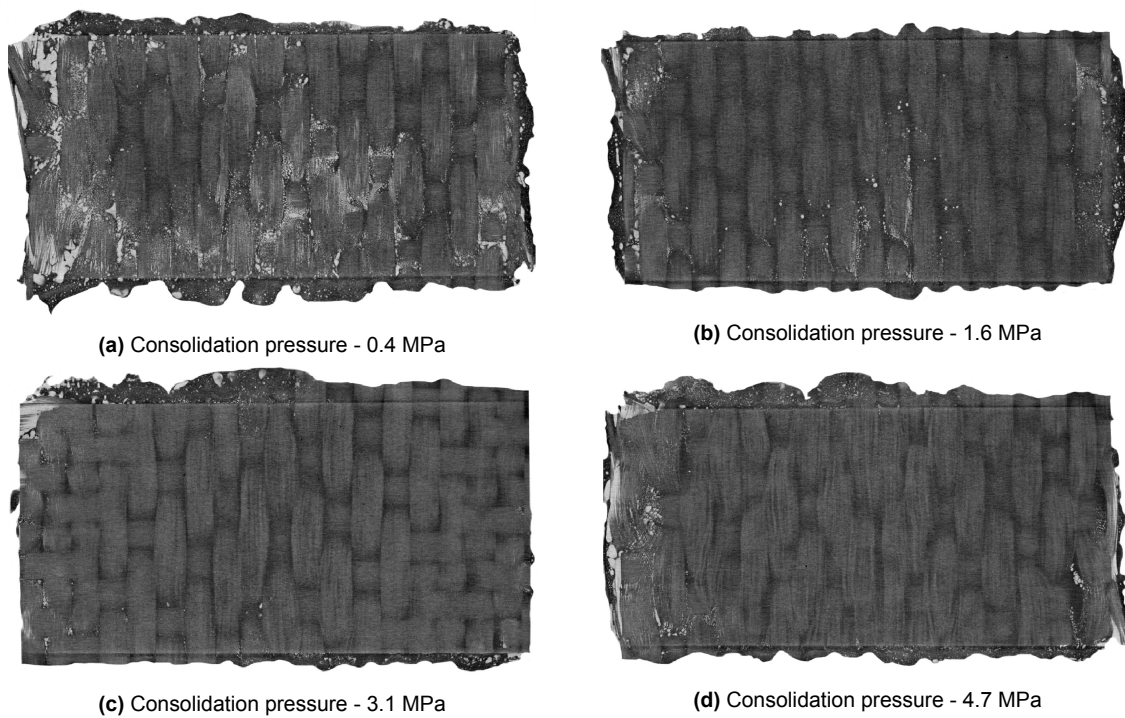 (a) Consolidation pressure - 0.4 MPa
(b) Consolidation pressure - 1.6 MPa
(c) Consolidation pressure - 3.1 MPa
(d) Consolidation pressure - 4.7 MPa